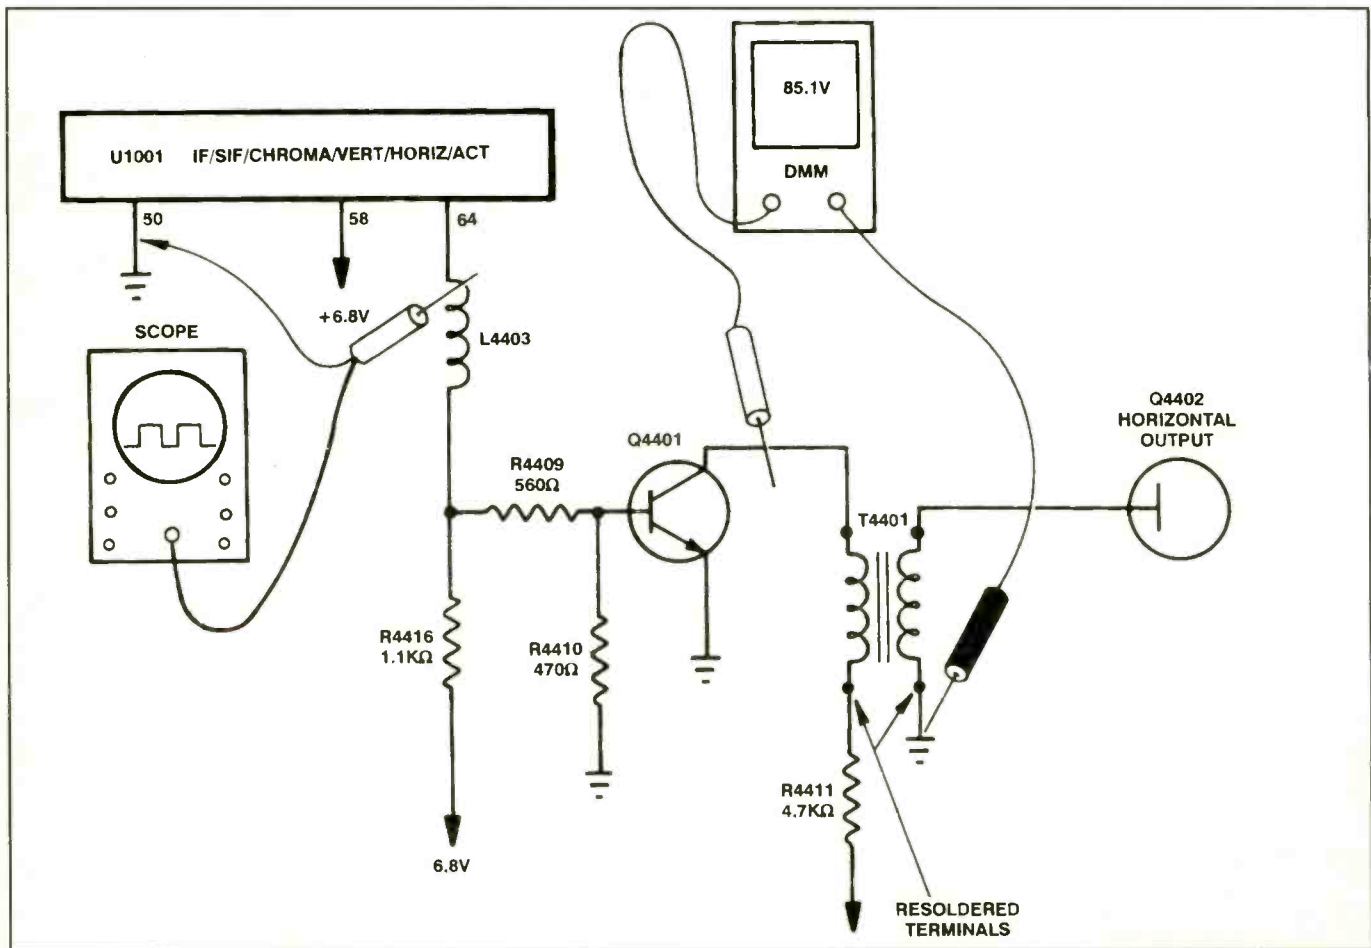 85.1V
DMM
U1001 IF/SIF/CHROMA/VERT/HORIZ/ACT
50
58
64
+6.8V
SCOPE
L4403
Q4402
HORIZONTAL
OUTPUT
Q4401
R4409
560Ω
T4401
R4416
1.1KΩ
R4410
470Ω
R4411
4.7KΩ
6.8V
RESOLDERED
TERMINALS